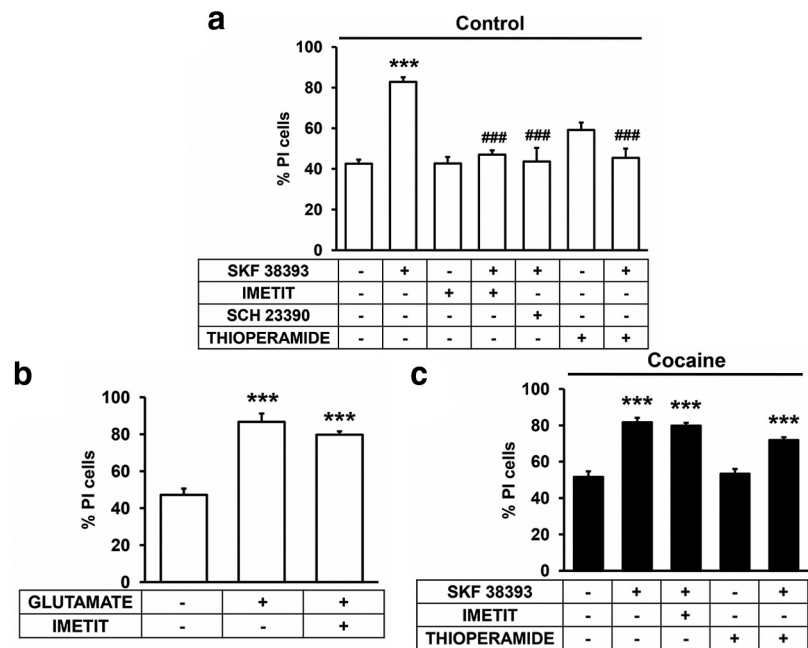 a
Control
% PI cells
100
80
60
40
20
0
***
###
###
###
SKF 38393 - + - + + - +
IMETIT - - + + - - -
SCH 23390 - - - - + - -
THIOPERAMIDE - - - - - + +
b
% PI cells
100
80
60
40
20
0
***
***
GLUTAMATE - + +
IMETIT - - +
c
Cocaine
% PI cells
100
80
60
40
20
0
***
***
***
SKF 38393 - + + - +
IMETIT - - + - -
THIOPERAMIDE - - - + +